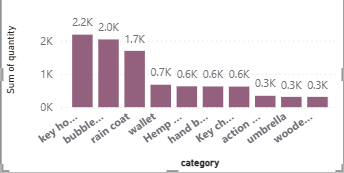 Sum of quantity
2K
1K
0K
2.2K
2.0K
1.7K
0.7K
0.6K
0.6K
0.6K
0.3K
0.3K
0.3K
key ho...
bubble...
rain coat
wallet
Hemp ...
hand b...
Key ch...
action ...
umbrella
woode...
category